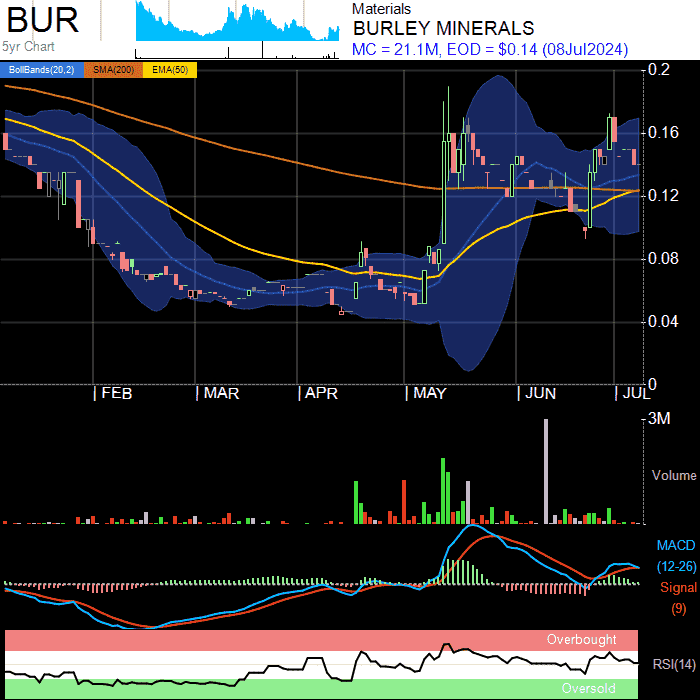 BUR
5yr Chart
Materials
BURLEY MINERALS
MC = 21.1M, EOD = $0.14 (08Jul2024)
BollBands(20,2) SMA(200) EMA(50)
0.2
0.16
0.12
0.08
0.04
0
FEB MAR APR MAY JUN JUL
3M
Volume
MACD
(12-26)
Signal
(9)
Overbought
RSI(14)
Oversold